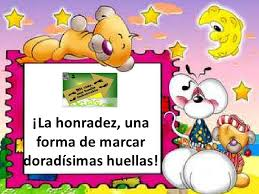 ¡La honradez, una
forma de marcar
doradísimas huellas!